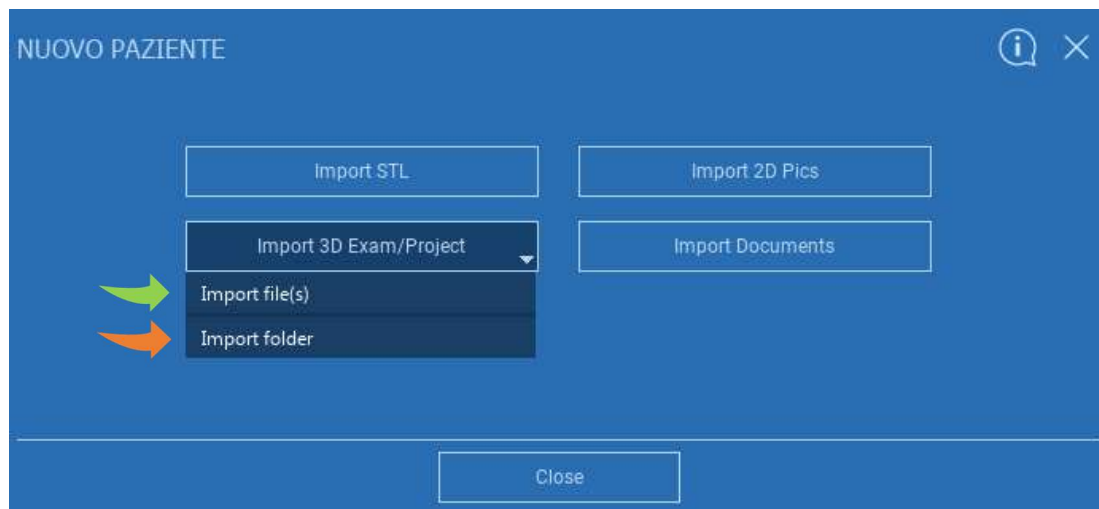 NUOVO PAZIENTE
Import STL
Import 2D Pics
Import 3D Exam/Project
Import Documents
Import file(s)
Import folder
Close